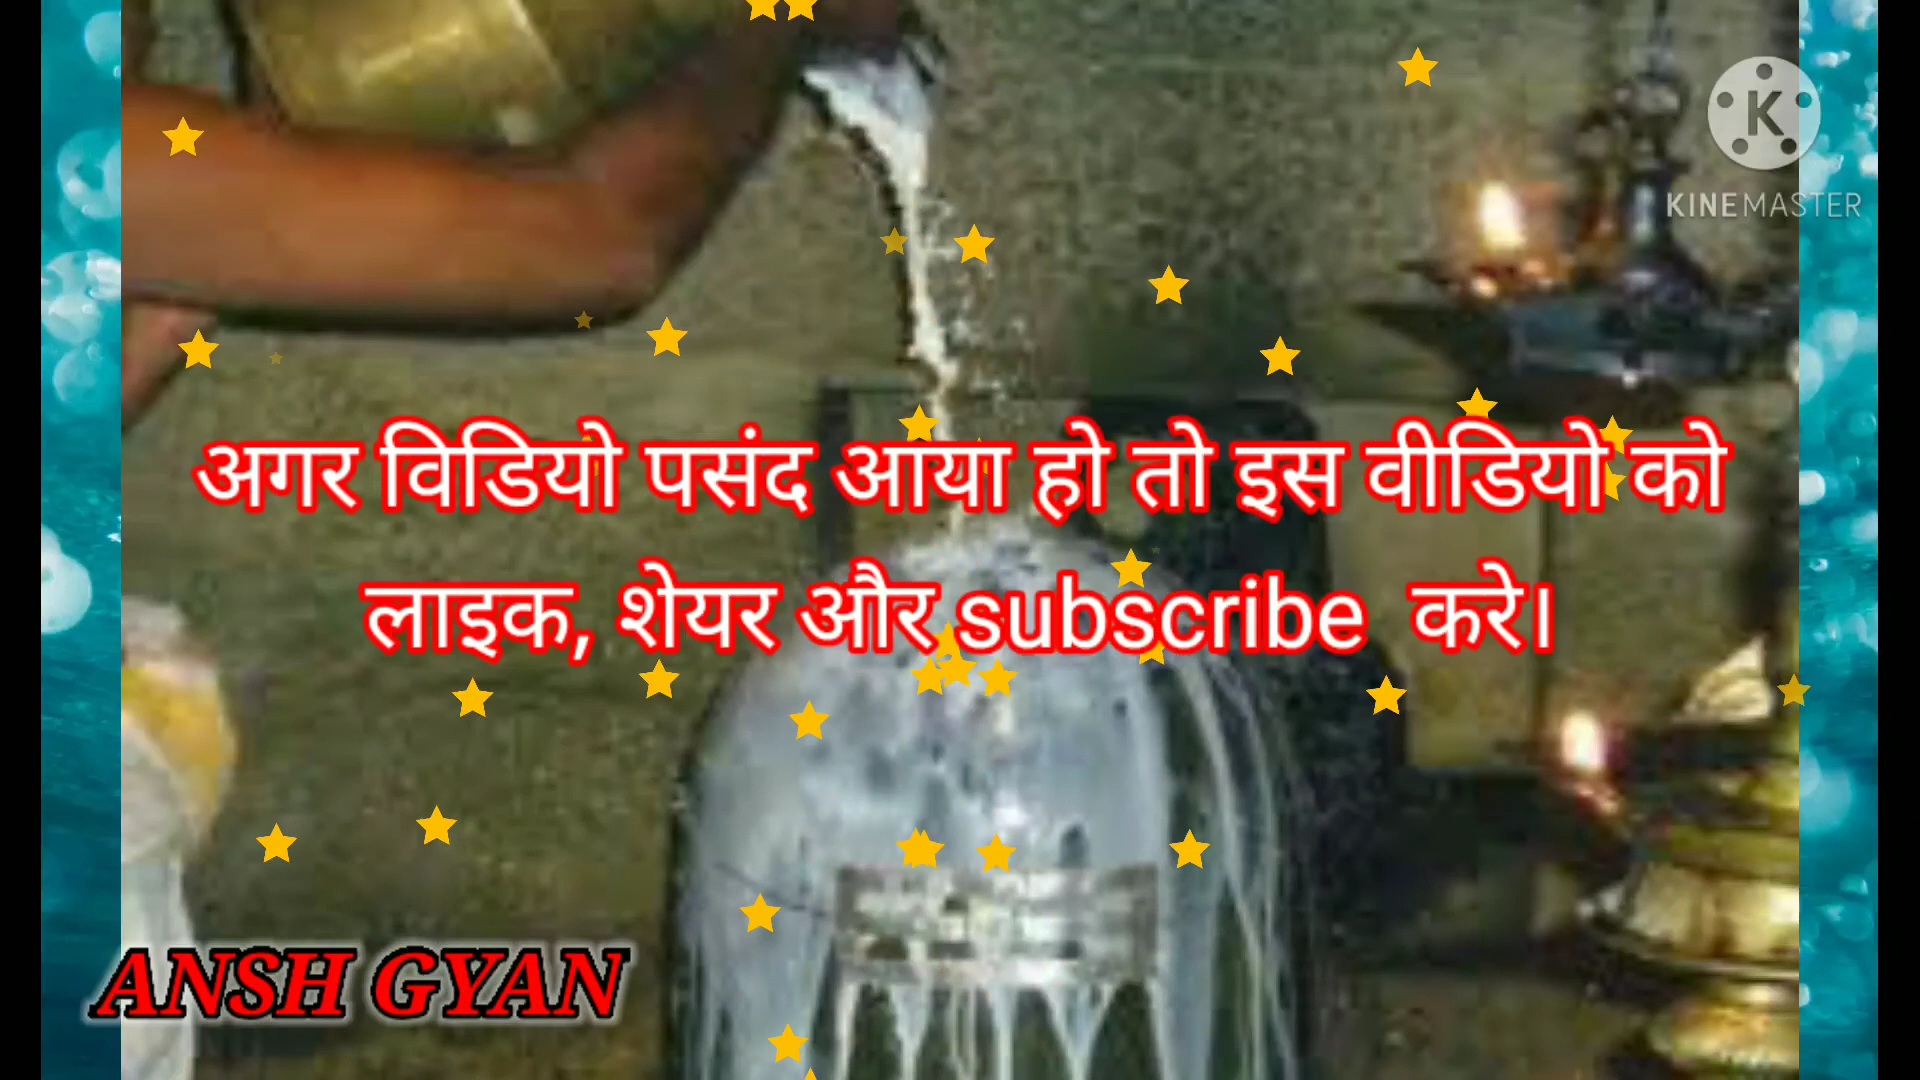 K
KINEMASTER
अगर विडियो पसंद आया हो तो इस वीडियो को
लाइक, शेयर और subscribe करे।
ANSH GYAN